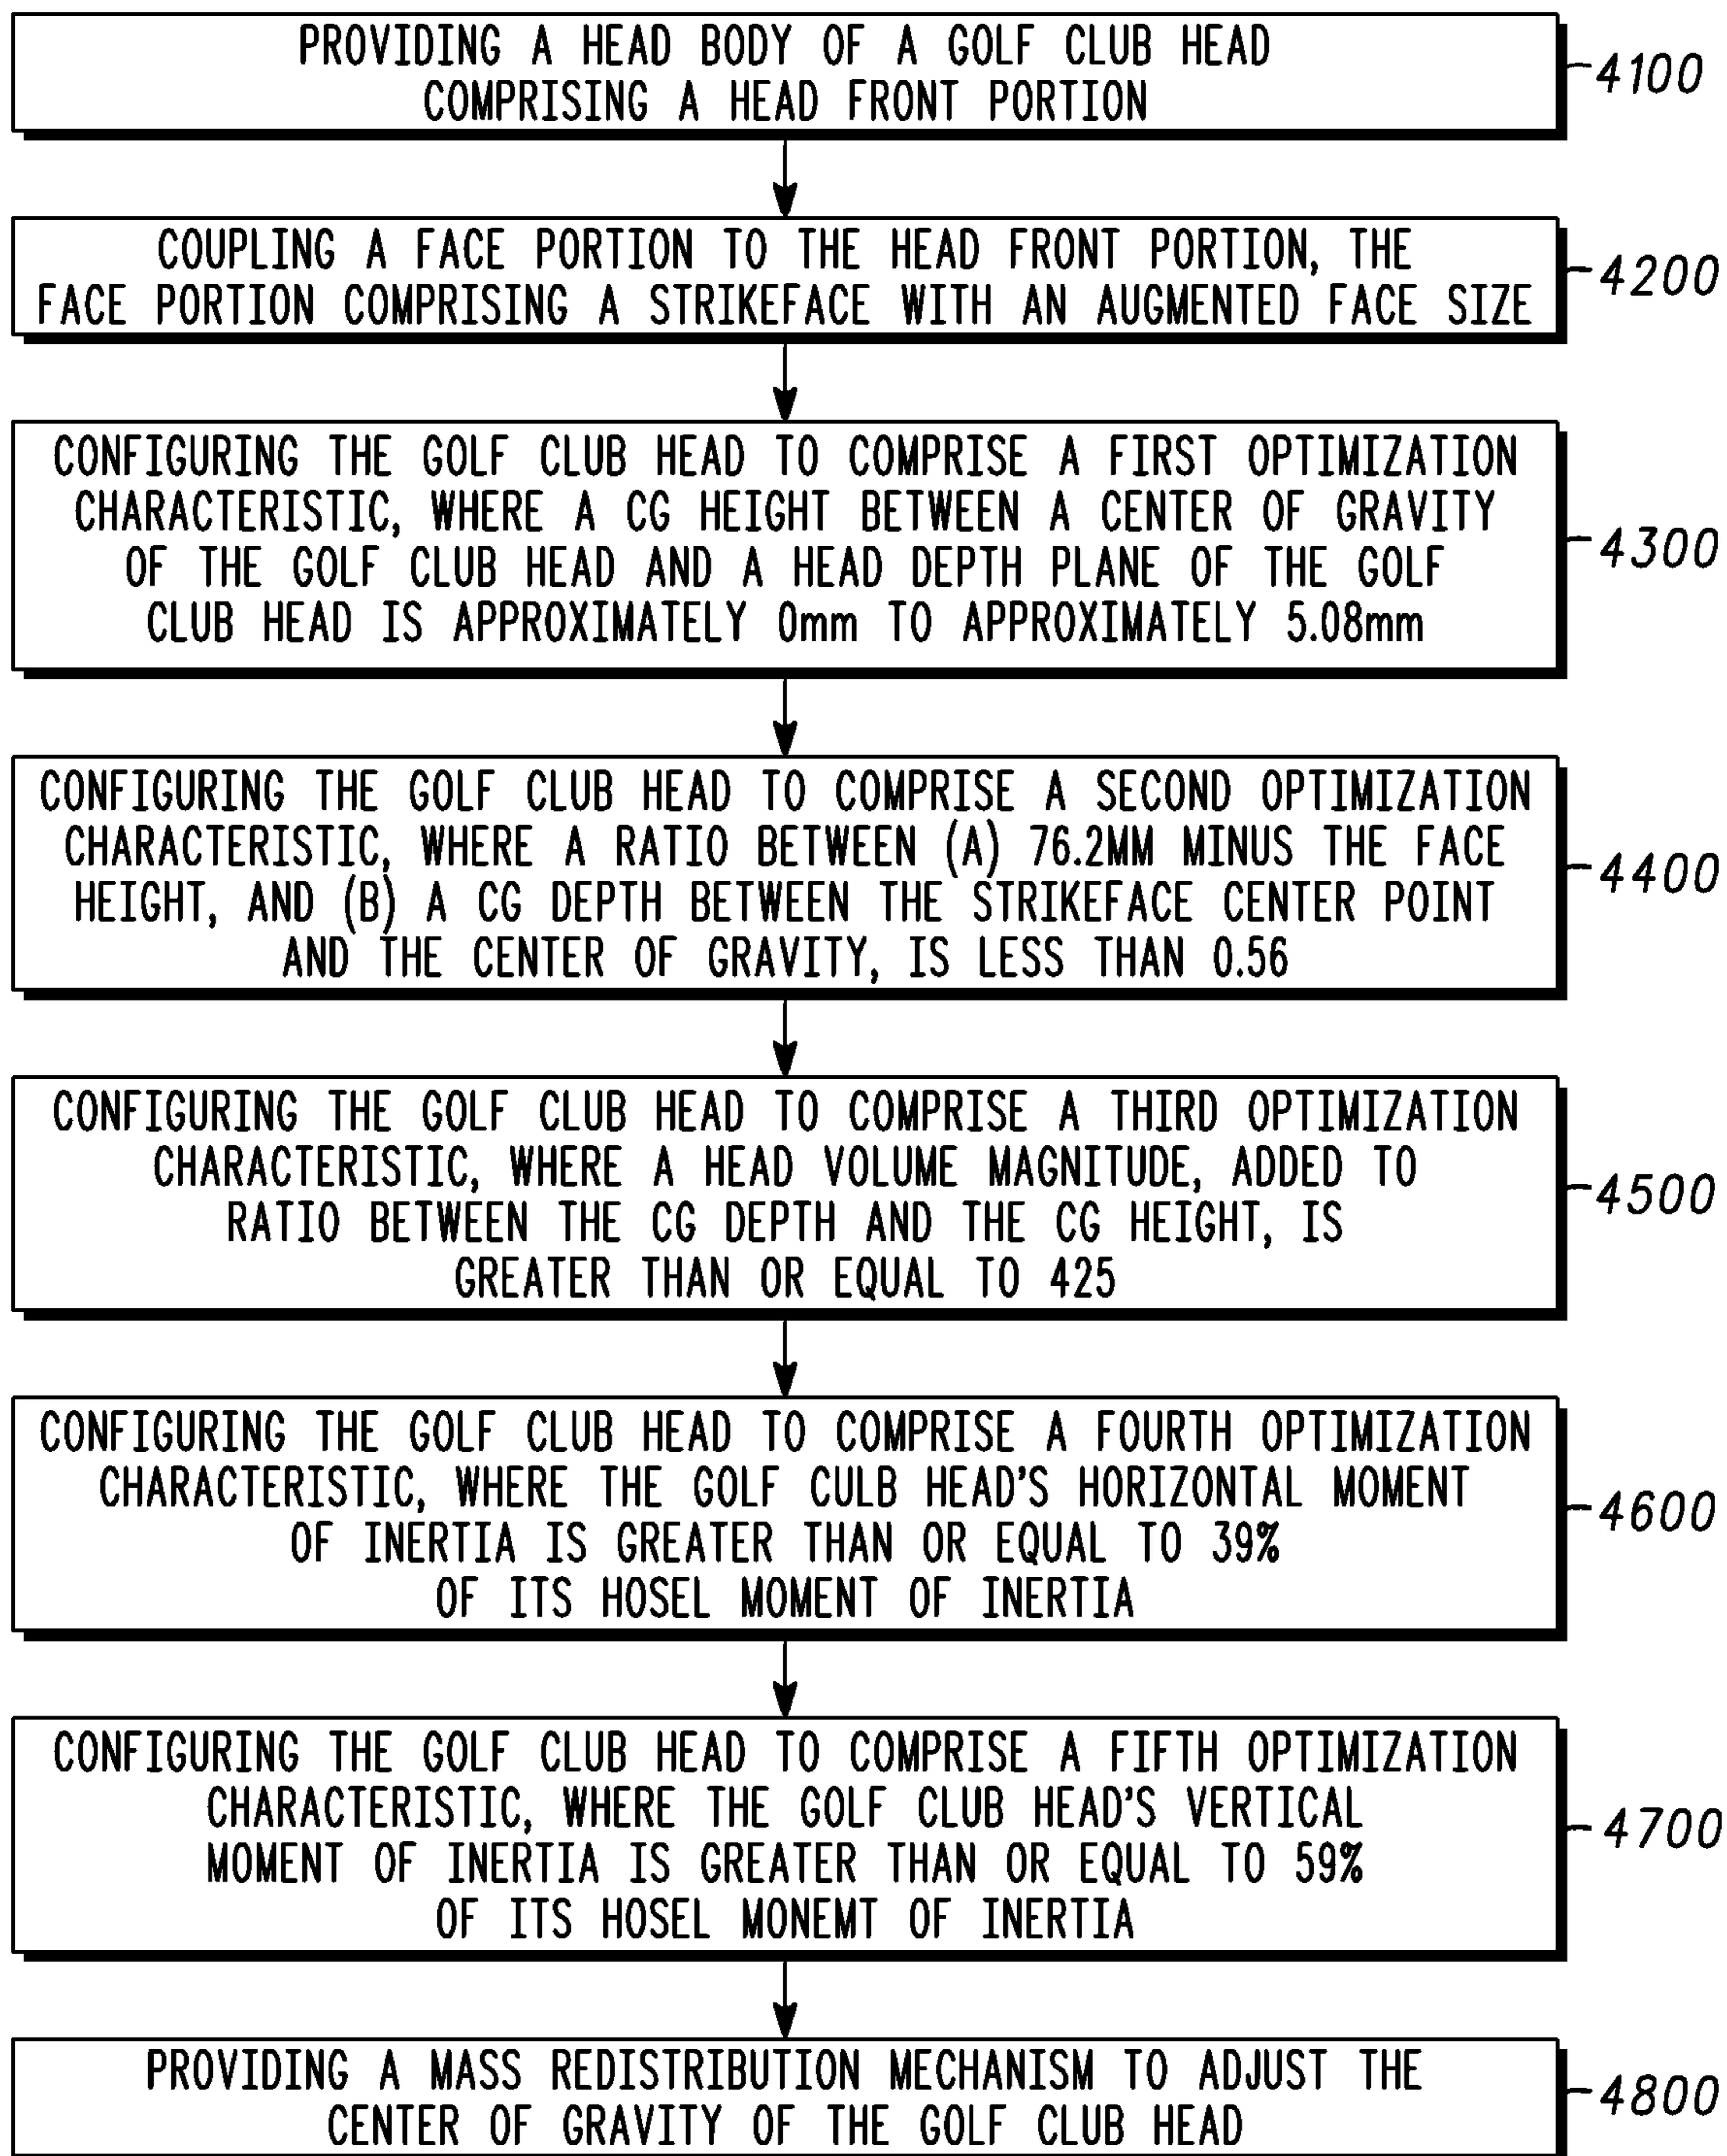 PROVIDING A HEAD BODY OF A GOLF CLUB HEAD
COMPRISING A HEAD FRONT PORTION
4100
COUPLING A FACE PORTION TO THE HEAD FRONT PORTION, THE
FACE PORTION COMPRISING A STRIKEFACE WITH AN AUGMENTED FACE SIZE
4200
CONFIGURING THE GOLF CLUB HEAD TO COMPRISE A FIRST OPTIMIZATION
CHARACTERISTIC, WHERE A CG HEIGHT BETWEEN A CENTER OF GRAVITY
OF THE GOLF CLUB HEAD AND A HEAD DEPTH PLANE OF THE GOLF
CLUB HEAD IS APPROXIMATELY 0mm TO APPROXIMATELY 5.08mm
4300
CONFIGURING THE GOLF CLUB HEAD TO COMPRISE A SECOND OPTIMIZATION
CHARACTERISTIC, WHERE A RATIO BETWEEN (A) 76.2MM MINUS THE FACE
HEIGHT, AND (B) A CG DEPTH BETWEEN THE STRIKEFACE CENTER POINT
AND THE CENTER OF GRAVITY, IS LESS THAN 0.56
4400
CONFIGURING THE GOLF CLUB HEAD TO COMPRISE A THIRD OPTIMIZATION
CHARACTERISTIC, WHERE A HEAD VOLUME MAGNITUDE, ADDED TO
RATIO BETWEEN THE CG DEPTH AND THE CG HEIGHT, IS
GREATER THAN OR EQUAL TO 425
4500
CONFIGURING THE GOLF CLUB HEAD TO COMPRISE A FOURTH OPTIMIZATION
CHARACTERISTIC, WHERE THE GOLF CULB HEAD'S HORIZONTAL MOMENT
OF INERTIA IS GREATER THAN OR EQUAL TO 39%
OF ITS HOSEL MOMENT OF INERTIA
4600
CONFIGURING THE GOLF CLUB HEAD TO COMPRISE A FIFTH OPTIMIZATION
CHARACTERISTIC, WHERE THE GOLF CLUB HEAD'S VERTICAL
MOMENT OF INERTIA IS GREATER THAN OR EQUAL TO 59%
OF ITS HOSEL MONEMT OF INERTIA
4700
PROVIDING A MASS REDISTRIBUTION MECHANISM TO ADJUST THE
CENTER OF GRAVITY OF THE GOLF CLUB HEAD
4800